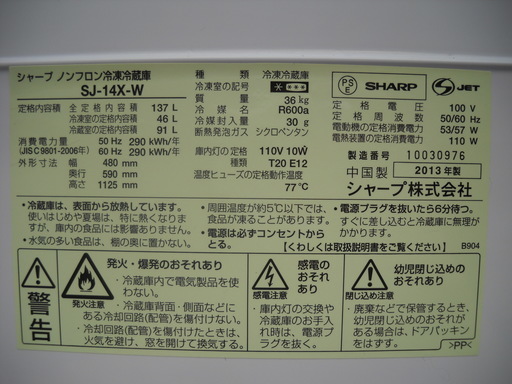 シャープ ノンフロン冷凍冷蔵庫
SJ-14X-W
定格内容積 全定格内容積 137 L
冷凍室の定格内容積 46 L
冷蔵室の定格内容積 91 L
消費電力量 50 Hz 290 kWh/年
(JIS C 9801-2006年) 60 Hz 290 kWh/年
外形寸法 幅 480 mm
奥行 590 mm
高さ 1125 mm
種類 冷凍冷蔵庫
冷凍室の記号
質量 36 kg
冷媒 R600a
冷媒封入量 30 g
断熱発泡ガス シクロペンタン
庫内灯の定格 110V 10W
種類 T20 E12
温度ヒューズの定格動作温度
77℃
PSE SHARP S JET
定格電圧 100 V
定格周波数 50/60 Hz
電動機の定格消費電力 53/57 W
電熱装置の定格消費電力 110 W
製造番号 10030976
中国製 2013年製
シャープ株式会社
・冷蔵庫は、表面から放熱しています。
使いはじめや夏場は、特に熱くなりますが、庫内の食品には影響ございません。
・水気の多い食品は、棚の奥に置かない。
・周囲温度が約5℃以下では、食品が凍ることがあります。
・電源は必ずコンセントからとる。
・電源プラグを抜いたら6分待つ。
すぐに差し込むと冷蔵庫に無理がかかります。
【くわしくは取扱説明書をご覧ください】
B904
警告
発火・爆発のおそれあり
発火注意
・冷蔵庫内で電気製品を使わない。
・冷蔵庫背面・側面などにある冷却回路(配管)を傷つけない。
・冷却回路(配管)を傷付けたときは、火気を避け、窓を開けて換気する。
感電のおそれあり
感電注意
・庫内灯の交換や冷蔵庫のお手入れ時は、電源プラグを抜く。
幼児閉じ込めのおそれあり
閉じ込め注意
・廃棄などで保管するとき、幼児閉じ込めのおそれがある場合は、ドアパッキンをはずす。
>PP<